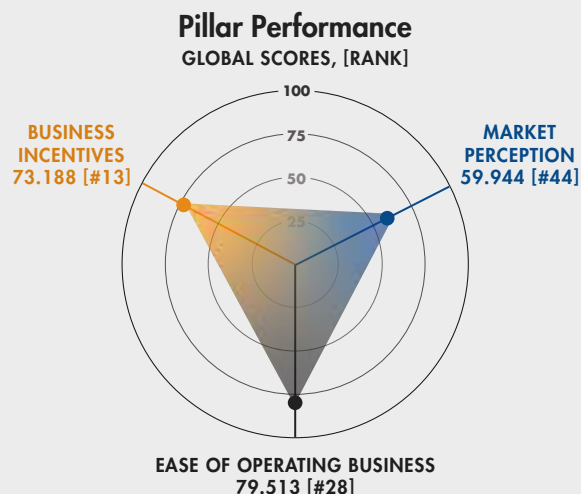 Pillar Performance
GLOBAL SCORES, [RANK]
100
75
50
25
BUSINESS
INCENTIVES
73.188 [#13]
MARKET
PERCEPTION
59.944 [#44]
EASE OF OPERATING BUSINESS
79.513 [#28]